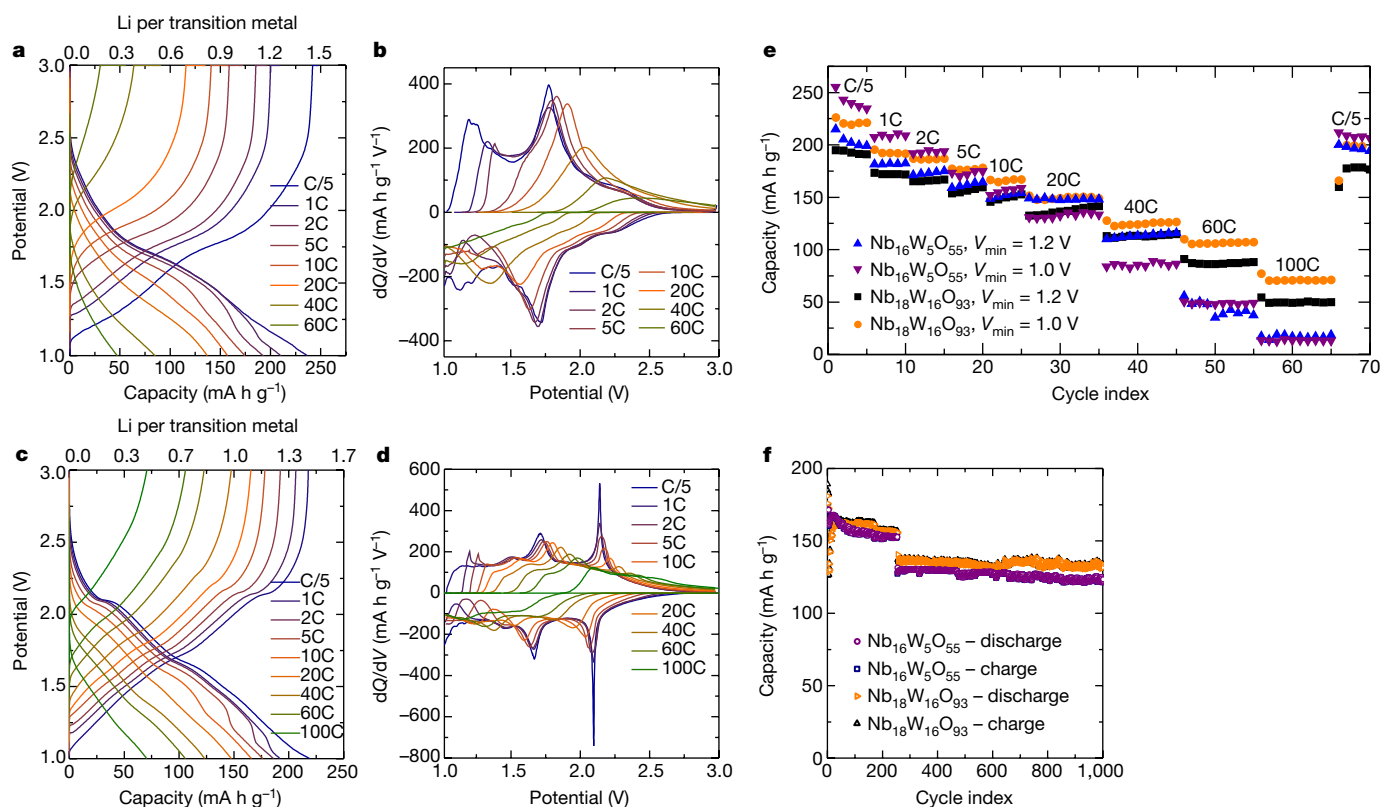 a
Li per transition metal
0.0 0.4 0.7 0.9 1.2 1.5
3.0
2.5
2.0
1.5
1.0
Potential (V)
C/5
1C
2C
5C
10C
20C
40C
60C
0 50 100 150 200 250
Capacity (mA h g⁻¹)
b
400
200
0
−200
−400
dQ/dV (mA h g⁻¹ V⁻¹)
C/5
1C
2C
5C
10C
20C
40C
60C
1.0 1.5 2.0 2.5 3.0
Potential (V)
e
250
200
150
100
50
0
Capacity (mA h g⁻¹)
C/5
1C
2C
5C
10C
20C
40C
60C
100C
C/5
Nb₁₆W₅O₅₅, Vmin = 1.2 V
Nb₁₆W₅O₅₅, Vmin = 1.0 V
Nb₁₈W₁₆O₉₃, Vmin = 1.2 V
Nb₁₈W₁₆O₉₃, Vmin = 1.0 V
0 10 20 30 40 50 60 70
Cycle index
c
Li per transition metal
0.0 0.3 0.7 1.0 1.3 1.7
3.0
2.5
2.0
1.5
1.0
Potential (V)
C/5
1C
2C
5C
10C
20C
40C
60C
100C
0 50 100 150 200 250
Capacity (mA h g⁻¹)
d
600
400
200
0
−200
−400
−600
−800
dQ/dV (mA h g⁻¹ V⁻¹)
C/5
1C
2C
5C
10C
20C
40C
60C
100C
1.0 1.5 2.0 2.5 3.0
Potential (V)
f
200
150
100
50
0
Capacity (mA h g⁻¹)
Nb₁₆W₅O₅₅ – discharge
Nb₁₆W₅O₅₅ – charge
Nb₁₈W₁₆O₉₃ – discharge
Nb₁₈W₁₆O₉₃ – charge
0 200 400 600 800 1,000
Cycle index